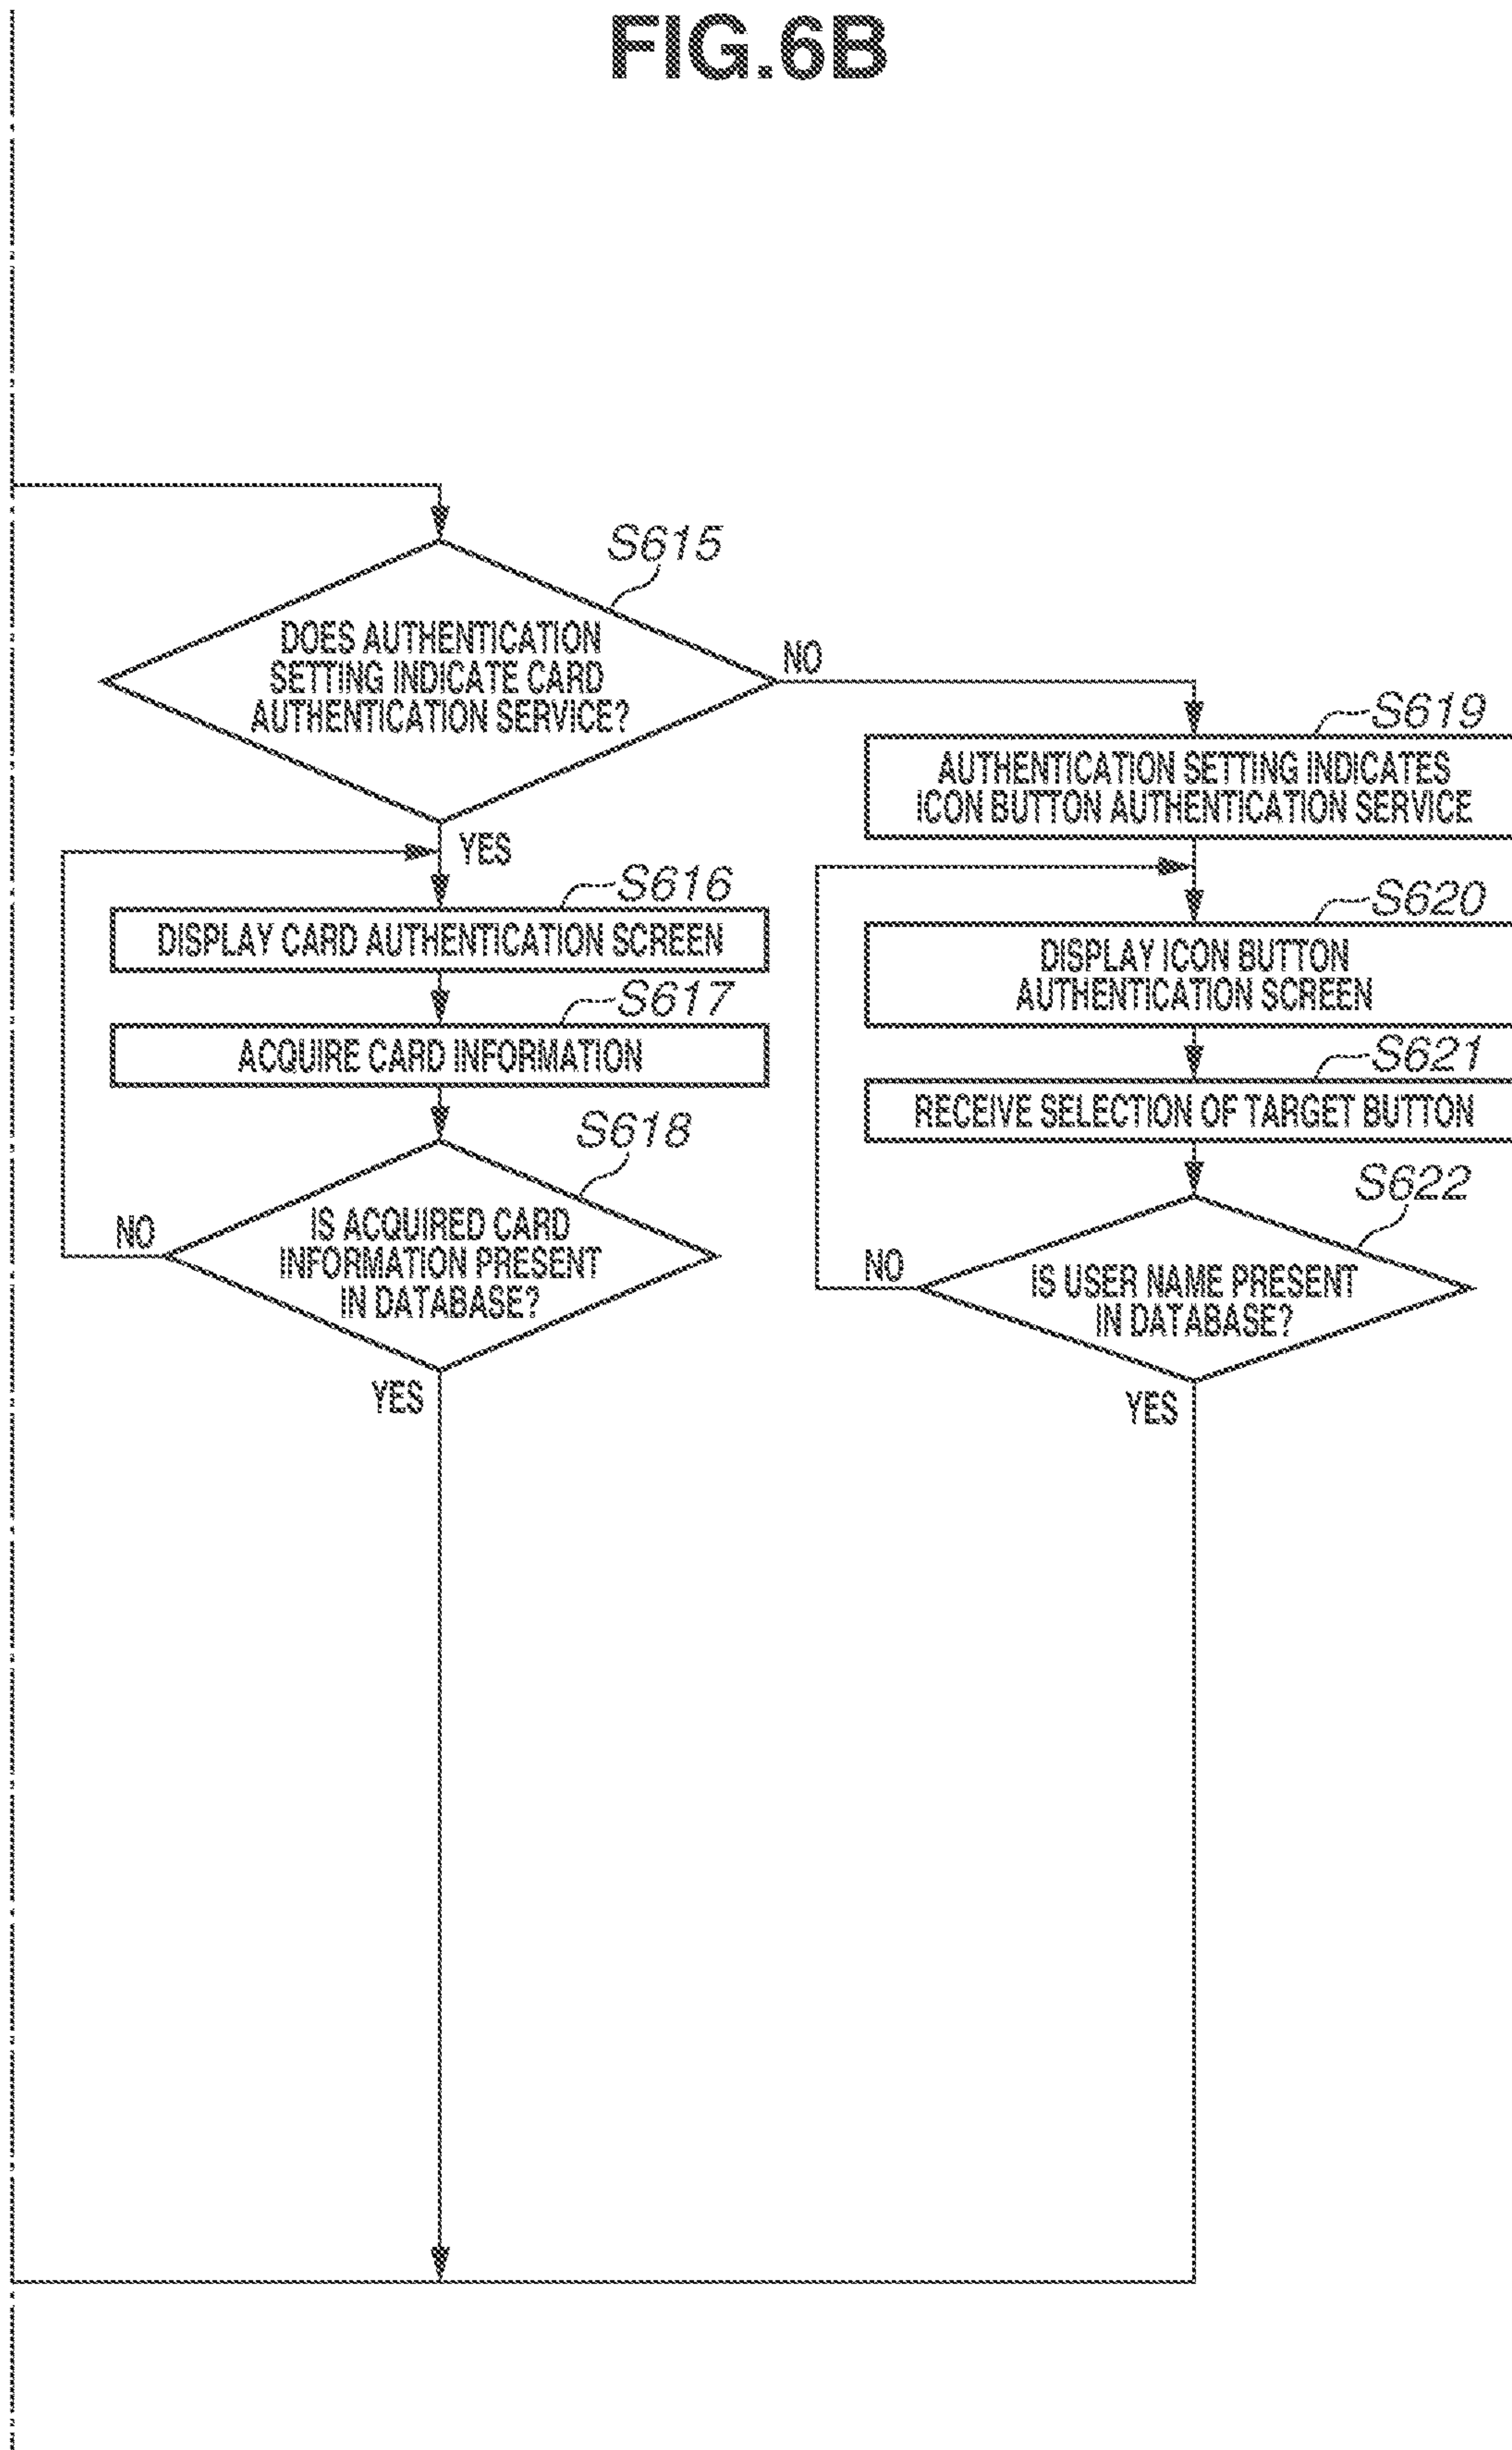 FIG.6B
S615
DOES AUTHENTICATION
SETTING INDICATE CARD
AUTHENTICATION SERVICE?
NO
YES
S616
DISPLAY CARD AUTHENTICATION SCREEN
S617
ACQUIRE CARD INFORMATION
S618
IS ACQUIRED CARD
INFORMATION PRESENT
IN DATABASE?
NO
YES
S619
AUTHENTICATION SETTING INDICATES
ICON BUTTON AUTHENTICATION SERVICE
S620
DISPLAY ICON BUTTON
AUTHENTICATION SCREEN
S621
RECEIVE SELECTION OF TARGET BUTTON
S622
IS USER NAME PRESENT
IN DATABASE?
NO
YES